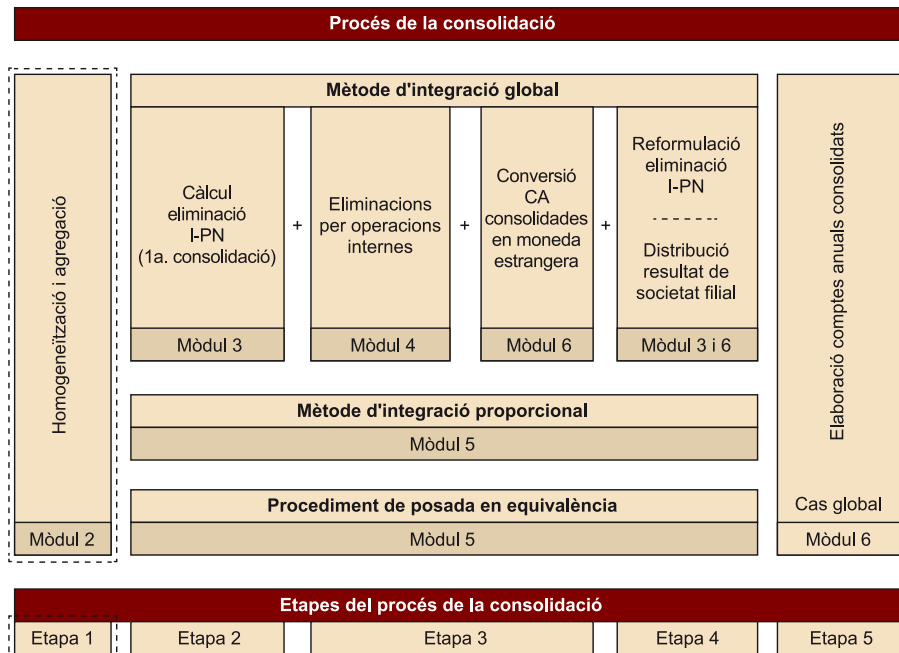 Procés de la consolidació
Homogeneïtzació i agregació
Mòdul 2
Mètode d'integració global
Càlcul
eliminació
I-PN
(1a. consolidació)
Mòdul 3
+
Eliminacions
per operacions
internes
Mòdul 4
+
Conversió
CA
consolidades
en moneda
estrangera
Mòdul 6
+
Reformulació
eliminació
I-PN
Distribució
resultat de
societat filial
Mòdul 3 i 6
Mètode d'integració proporcional
Mòdul 5
Procediment de posada en equivalència
Mòdul 5
Elaboració comptes anuals consolidats
Cas global
Mòdul 6
Etapes del procés de la consolidació
Etapa 1
Etapa 2
Etapa 3
Etapa 4
Etapa 5